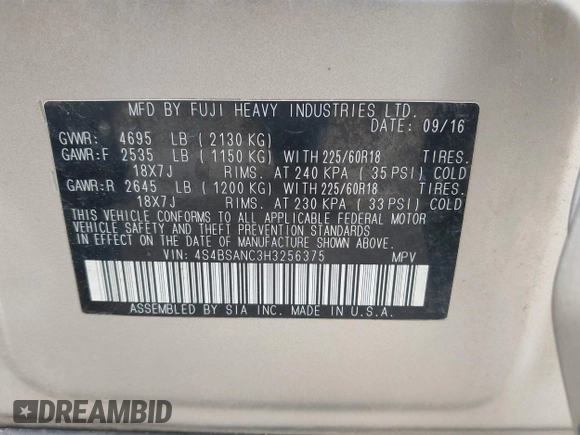 MFD BY FUJI HEAVY INDUSTRIES LTD.
DATE: 09/16
GVWR: 4695 LB (2130 KG)
GAWR:F 2535 LB (1150 KG) WITH 225/60R18 TIRES.
18X7J RIMS. AT 240 KPA (35 PSI) COLD
GAWR:R 2645 LB (1200 KG) WITH 225/60R18 TIRES.
18X7J RIMS. AT 230 KPA (33 PSI) COLD
THIS VEHICLE CONFORMS TO ALL APPLICABLE FEDERAL MOTOR
VEHICLE SAFETY AND THEFT PREVENTION STANDARDS
IN EFFECT ON THE DATE OF MANUFACTURE SHOWN ABOVE.
VIN: 4S4BSANC3H3256375 MPV
ASSEMBLED BY SIA INC. MADE IN U.S.A.
DREAMBID